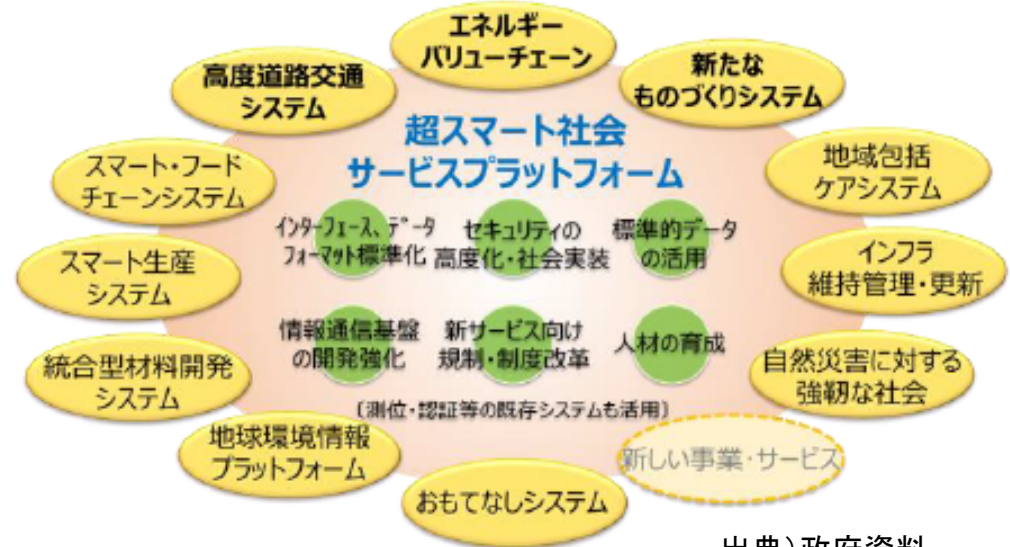 エネルギー
バリューチェーン
高度道路交通
システム
新たな
ものづくりシステム
超スマート社会
サービスプラットフォーム
スマート・フード
チェーンシステム
地域包括
ケアシステム
インターフェース、データ
フォーマット標準化
セキュリティの
高度化・社会実装
標準的データ
の活用
スマート生産
システム
インフラ
維持管理・更新
情報通信基盤
の開発強化
新サービス向け
規制・制度改革
人材の育成
統合型材料開発
システム
自然災害に対する
強靭な社会
(測位・認証等の既存システムも活用)
地球環境情報
プラットフォーム
新しい事業・サービス
おもてなしシステム
出典)政府資料